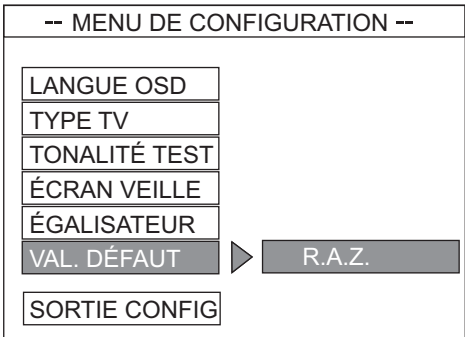 -- MENU DE CONFIGURATION --
LANGUE OSD
TYPE TV
TONALITÉ TEST
ÉCRAN VEILLE
ÉGALISATEUR
VAL. DÉFAUT R.A.Z.
SORTIE CONFIG